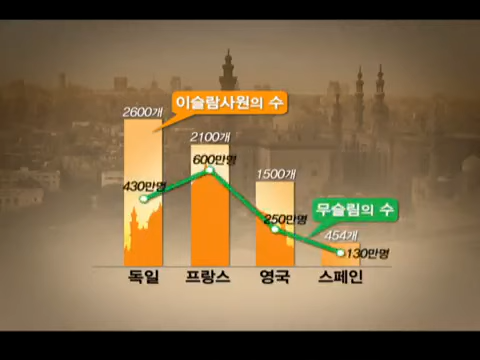 이슬람사원의 수
2600개
2100개
600만명
1500개
430만명
무슬림의 수
250만명
454개
130만명
독일
프랑스
영국
스페인